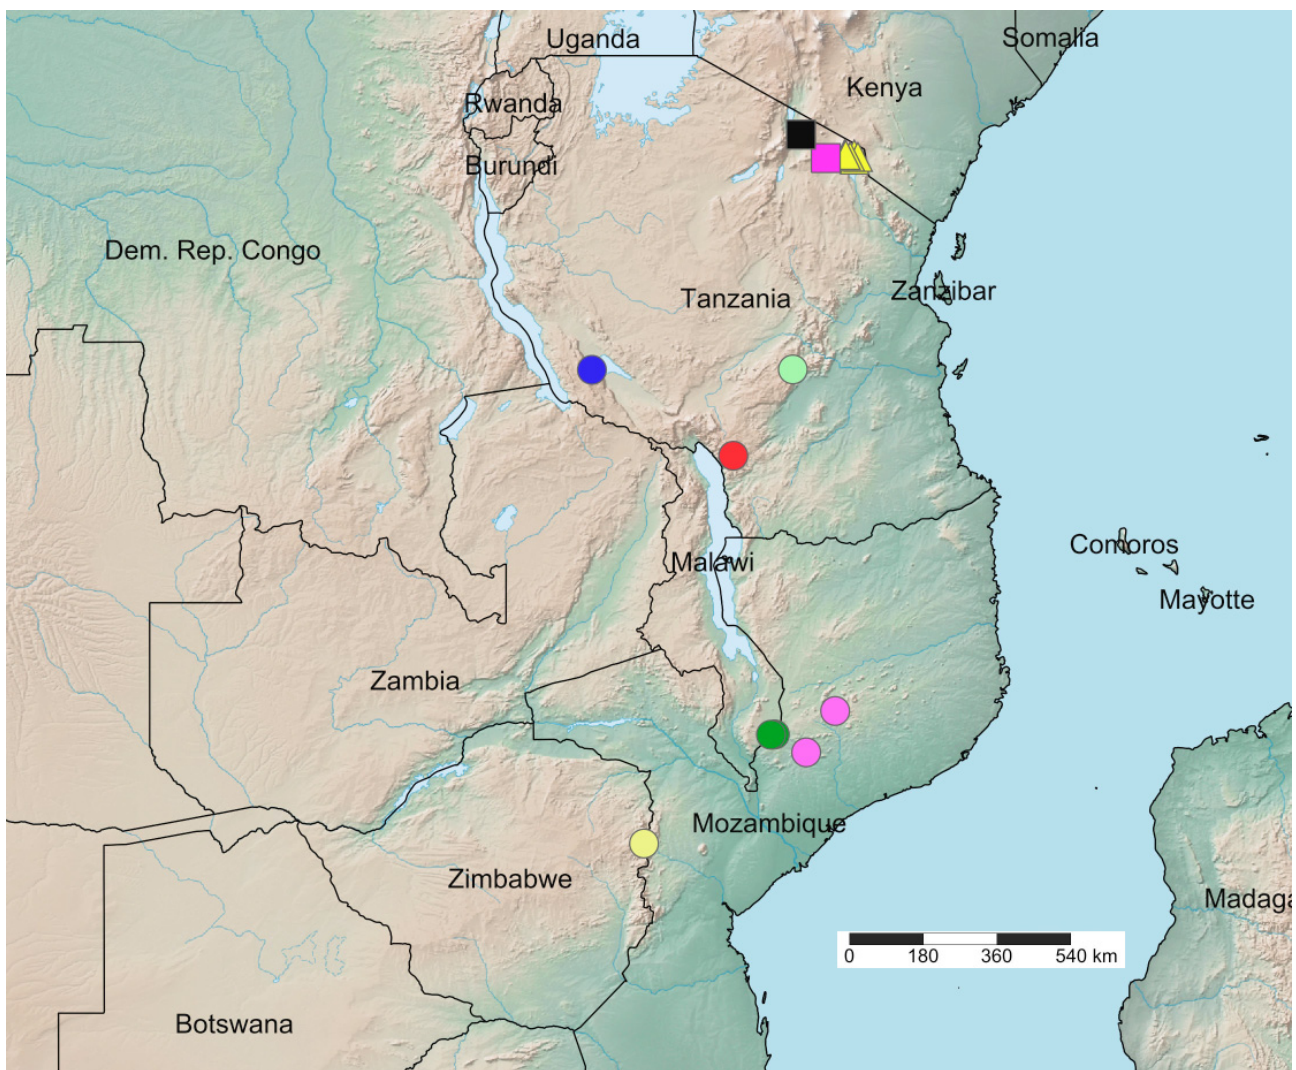 Uganda
Somalia
Kenya
Rwanda
Burundi
Dem. Rep. Congo
Tanzania
Zanzibar
Comoros
Malawi
Mayotte
Zambia
Mozambique
Zimbabwe
Madaga
0 180 360 540 km
Botswana